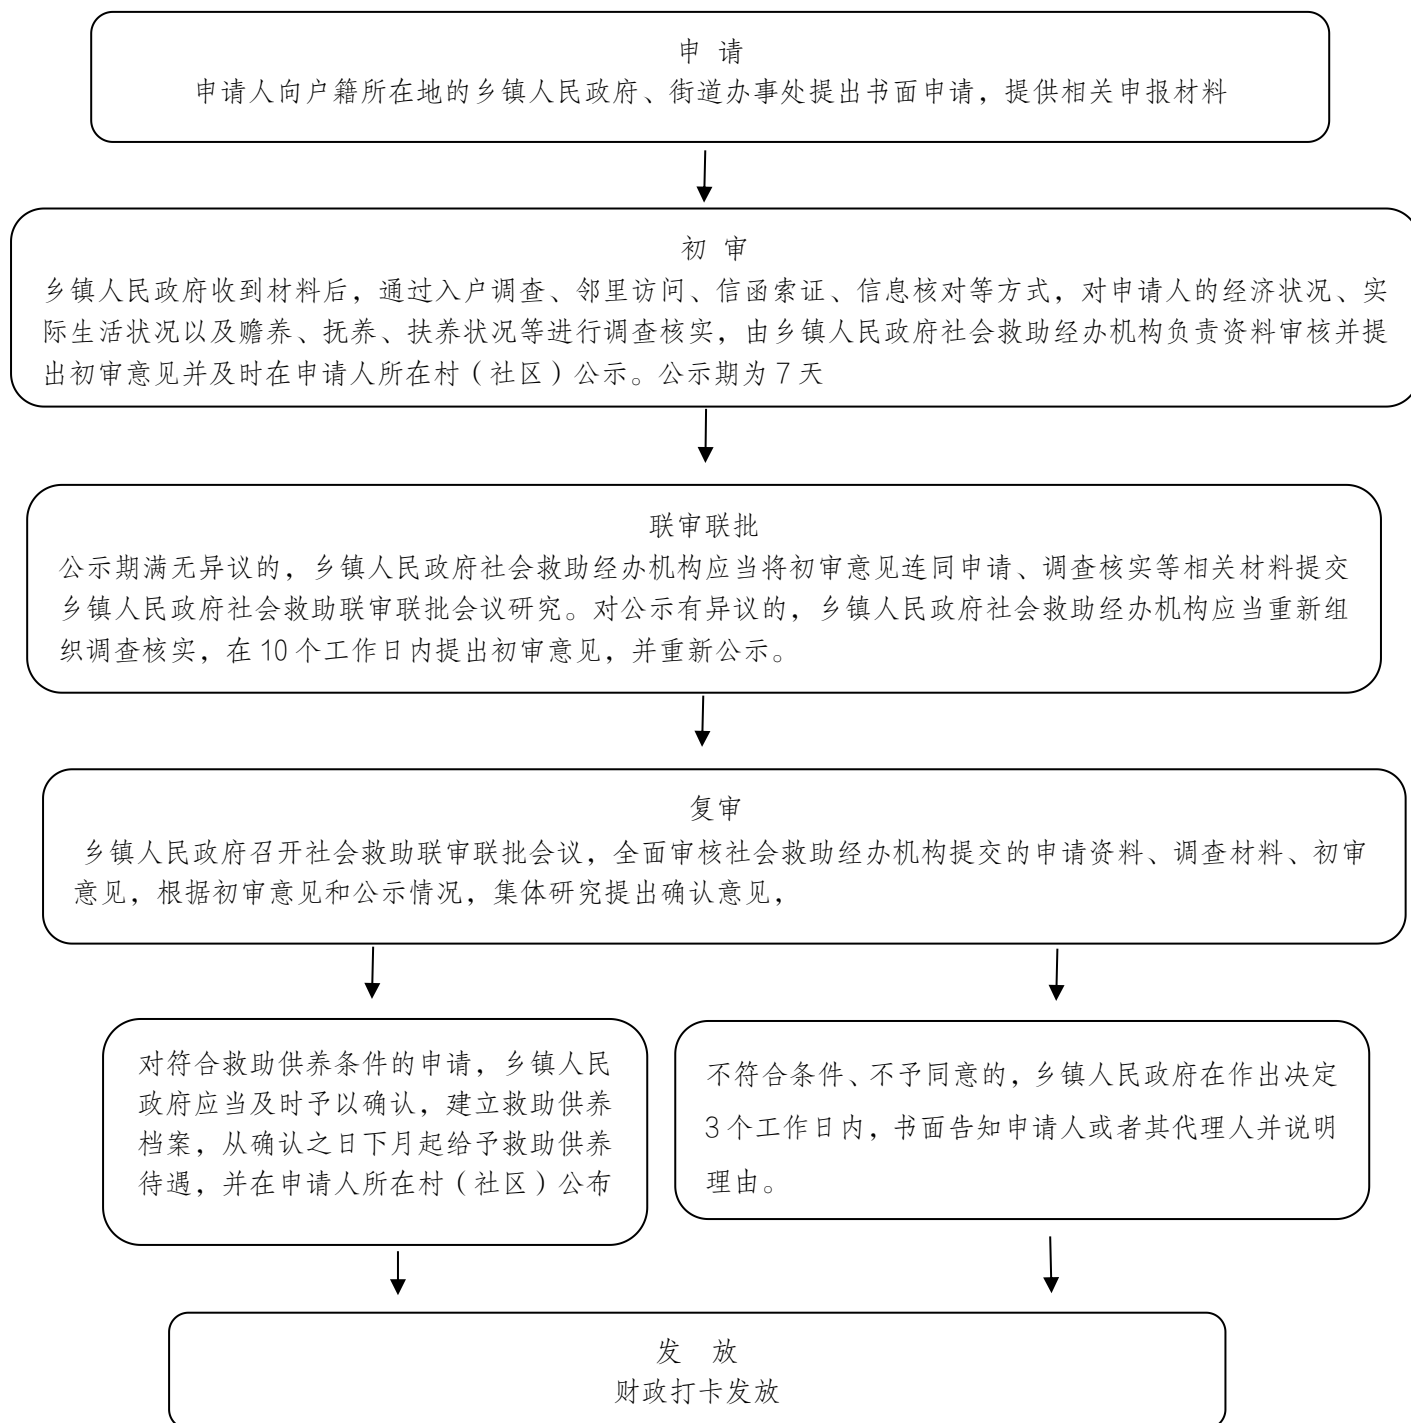 申 请
申请人向户籍所在地的乡镇人民政府、街道办事处提出书面申请，提供相关申报材料
初 审
乡镇人民政府收到材料后，通过入户调查、邻里访问、信函索证、信息核对等方式，对申请人的经济状况、实
际生活状况以及赡养、抚养、扶养状况等进行调查核实，由乡镇人民政府社会救助经办机构负责资料审核并提
出初审意见并及时在申请人所在村（社区）公示。公示期为 7 天
联审联批
公示期满无异议的，乡镇人民政府社会救助经办机构应当将初审意见连同申请、调查核实等相关材料提交
乡镇人民政府社会救助联审联批会议研究。对公示有异议的，乡镇人民政府社会救助经办机构应当重新组
织调查核实，在 10 个工作日内提出初审意见，并重新公示。
复审
乡镇人民政府召开社会救助联审联批会议，全面审核社会救助经办机构提交的申请资料、调查材料、初审
意见，根据初审意见和公示情况，集体研究提出确认意见，
对符合救助供养条件的申请，乡镇人民
政府应当及时予以确认，建立救助供养
档案，从确认之日下月起给予救助供养
待遇，并在申请人所在村（社区）公布
不符合条件、不予同意的，乡镇人民政府在作出决定
3 个工作日内，书面告知申请人或者其代理人并说明
理由。
发 放
财政打卡发放